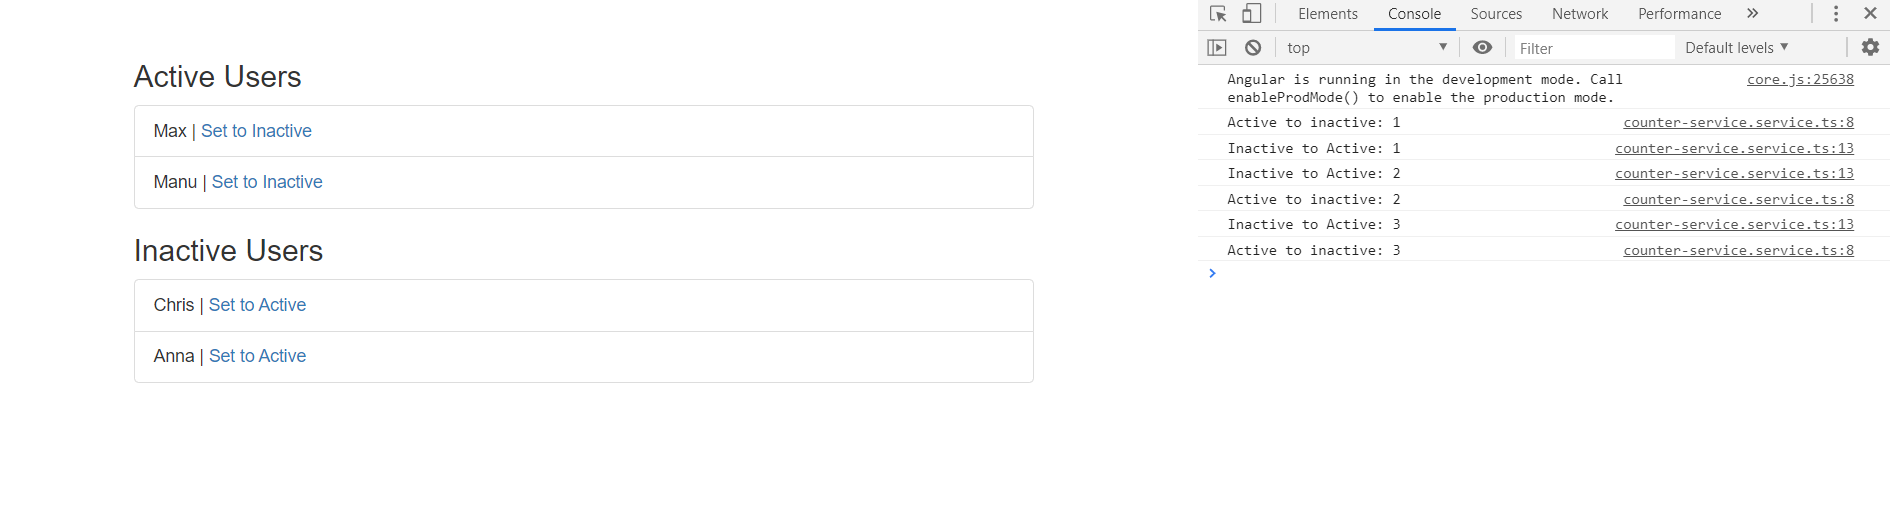 Active Users
Max | Set to Inactive
Manu | Set to Inactive
Inactive Users
Chris | Set to Active
Anna | Set to Active
Elements Console Sources Network Performance »
top Filter Default levels
Angular is running in the development mode. Call core.js:25638
enableProdMode() to enable the production mode.
Active to inactive: 1 counter-service.service.ts:8
Inactive to Active: 1 counter-service.service.ts:13
Inactive to Active: 2 counter-service.service.ts:13
Active to inactive: 2 counter-service.service.ts:8
Inactive to Active: 3 counter-service.service.ts:13
Active to inactive: 3 counter-service.service.ts:8